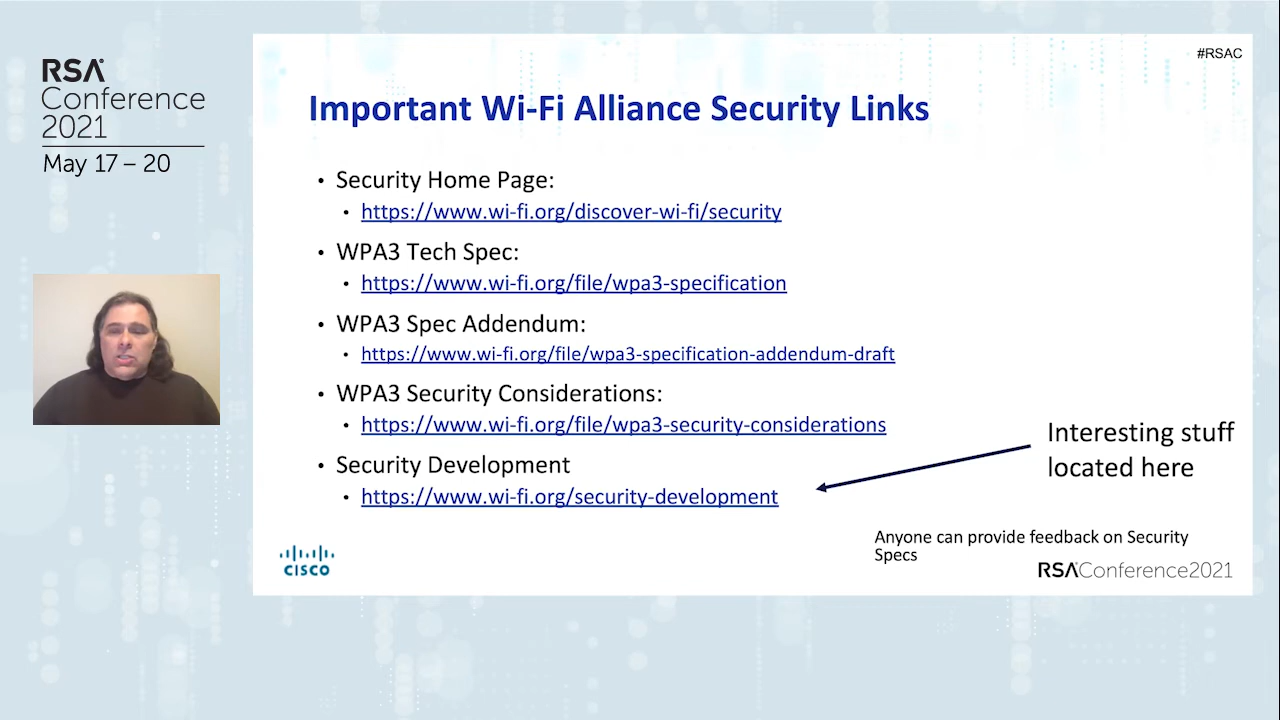 RSA
Conference
2021
May 17 – 20
#RSAC
Important Wi-Fi Alliance Security Links
• Security Home Page:
• https://www.wi-fi.org/discover-wi-fi/security
• WPA3 Tech Spec:
• https://www.wi-fi.org/file/wpa3-specification
• WPA3 Spec Addendum:
• https://www.wi-fi.org/file/wpa3-specification-addendum-draft
• WPA3 Security Considerations:
• https://www.wi-fi.org/file/wpa3-security-considerations
• Security Development
• https://www.wi-fi.org/security-development
Interesting stuff
located here
Anyone can provide feedback on Security
Specs
CISCO
RSAConference2021